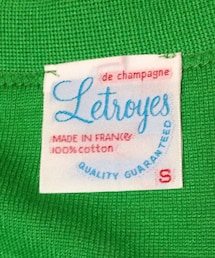 de champagne
Letroyes
MADE IN FRANCE
100% cotton
QUALITY GUARANTEED
S